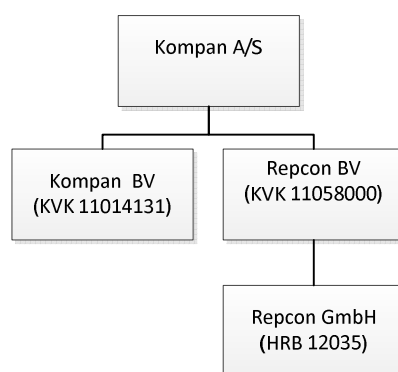 Kompan A/S
Kompan BV
(KVK 11014131)
Repcon BV
(KVK 11058000)
Repcon GmbH
(HRB 12035)